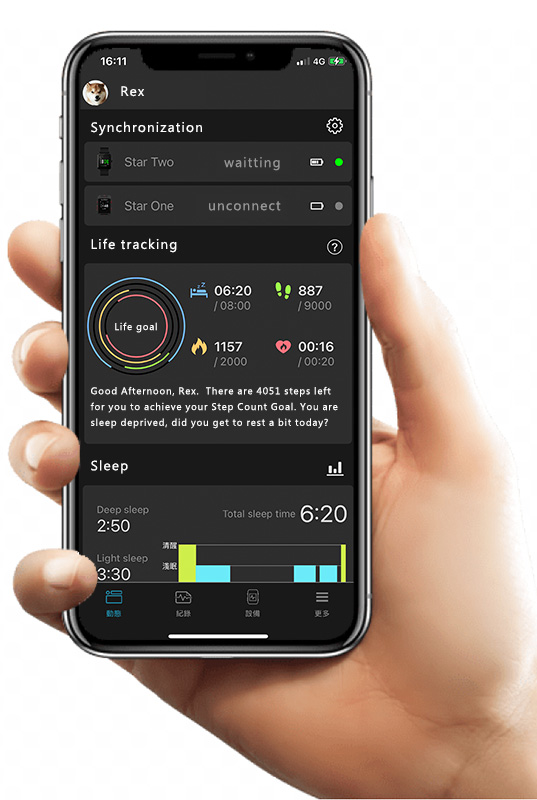 16:11
4G
Rex
Synchronization
Star Two waitting
Star One unconnect
Life tracking
?
Life goal
06:20
/ 08:00
887
/ 9000
1157
/ 2000
00:16
/ 00:20
Good Afternoon, Rex. There are 4051 steps left
for you to achieve your Step Count Goal. You are
sleep deprived, did you get to rest a bit today?
Sleep
Deep sleep
2:50
Total sleep time 6:20
Light sleep
3:30
清醒
淺眠
動態 紀錄 設備 更多